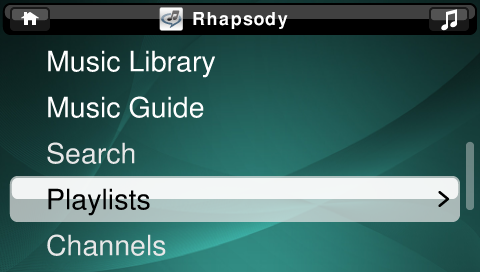 Rhapsody
Music Library
Music Guide
Search
Playlists
Channels